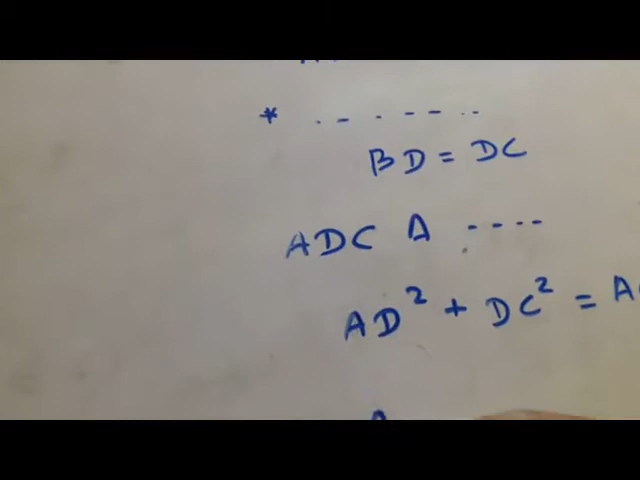 * .. _ . _ _ _ ..
BD = DC
ADC Δ ....
AD² + DC² = A